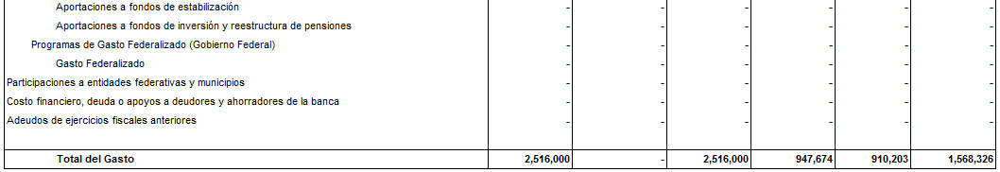 Aportaciones a fondos de estabilización - - - - - -
Aportaciones a fondos de inversión y reestructura de pensiones - - - - - -
Programas de Gasto Federalizado (Gobierno Federal) - - - - - -
Gasto Federalizado - - - - - -
Participaciones a entidades federativas y municipios - - - - - -
Costo financiero, deuda o apoyos a deudores y ahorradores de la banca - - - - - -
Adeudos de ejercicios fiscales anteriores - - - - - -
Total del Gasto 2,516,000 - 2,516,000 947,674 910,203 1,568,326